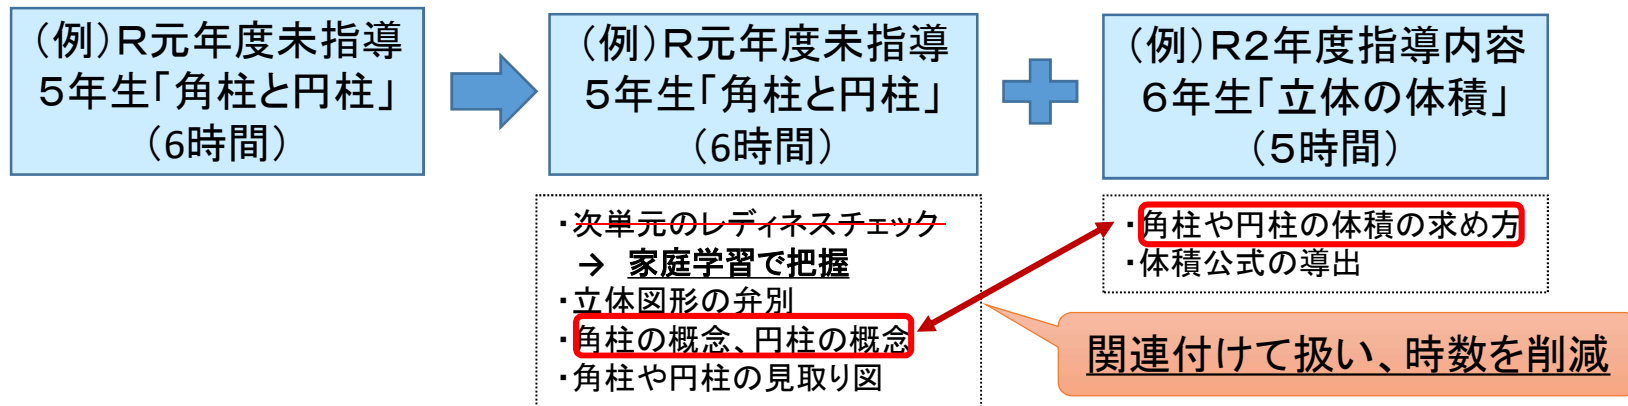 （例）Ｒ元年度未指導
５年生「角柱と円柱」
（6時間）
（例）Ｒ元年度未指導
５年生「角柱と円柱」
（6時間）
（例）Ｒ２年度指導内容
６年生「立体の体積」
（５時間）
・次単元のレディネスチェック
→ 家庭学習で把握
・立体図形の弁別
・角柱の概念、円柱の概念
・角柱や円柱の見取り図
・角柱や円柱の体積の求め方
・体積公式の導出
関連付けて扱い、時数を削減